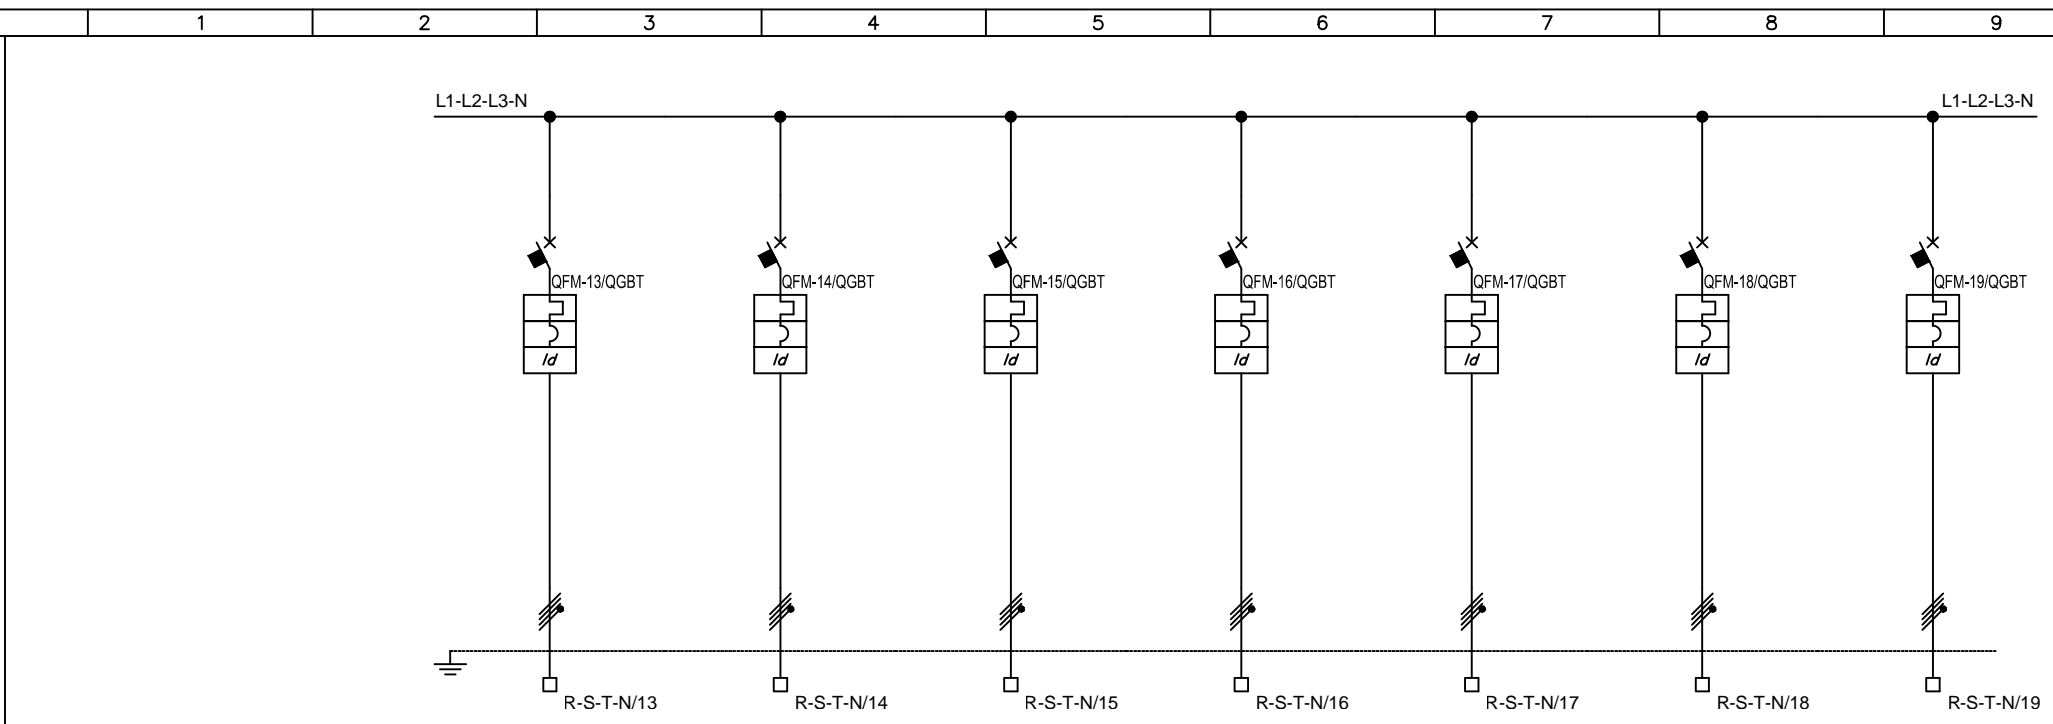 1 2 3 4 5 6 7 8 9
L1-L2-L3-N L1-L2-L3-N
QFM-13/QGBT QFM-14/QGBT QFM-15/QGBT QFM-16/QGBT QFM-17/QGBT QFM-18/QGBT QFM-19/QGBT
Id Id Id Id Id Id Id
R-S-T-N/13 R-S-T-N/14 R-S-T-N/15 R-S-T-N/16 R-S-T-N/17 R-S-T-N/18 R-S-T-N/19